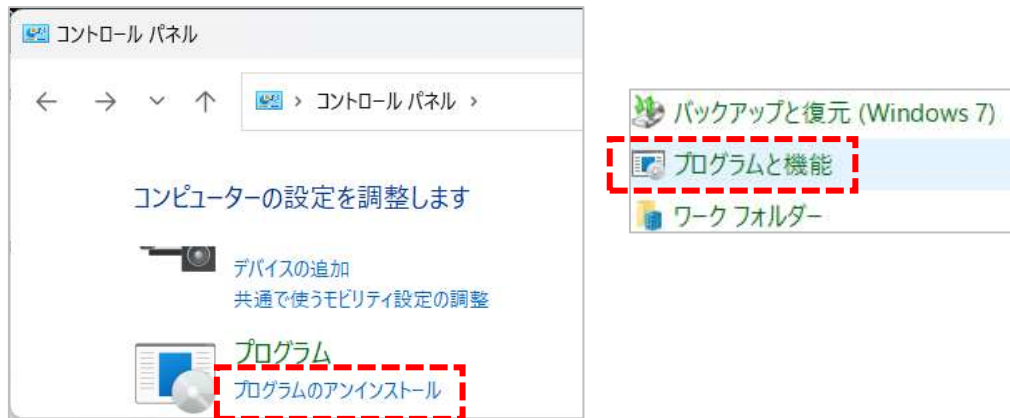 コントロール パネル
コントロール パネル
コンピューターの設定を調整します
デバイスの追加
共通で使うモビリティ設定の調整
プログラム
プログラムのアンインストール
バックアップと復元 (Windows 7)
プログラムと機能
ワーク フォルダー